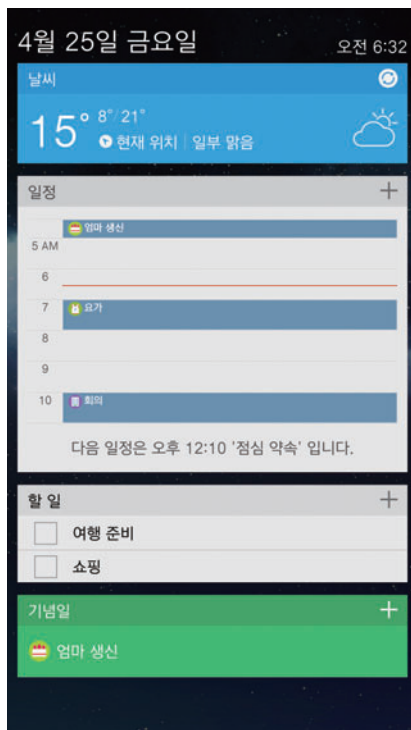 4월 25일 금요일
오전 6:32
날씨
15° 8°/21°
현재 위치 | 일부 맑음
일정 +
엄마 생신
5 AM
6
7 요가
8
9
10 회의
다음 일정은 오후 12:10 '점심 약속' 입니다.
할 일 +
여행 준비
쇼핑
기념일 +
엄마 생신